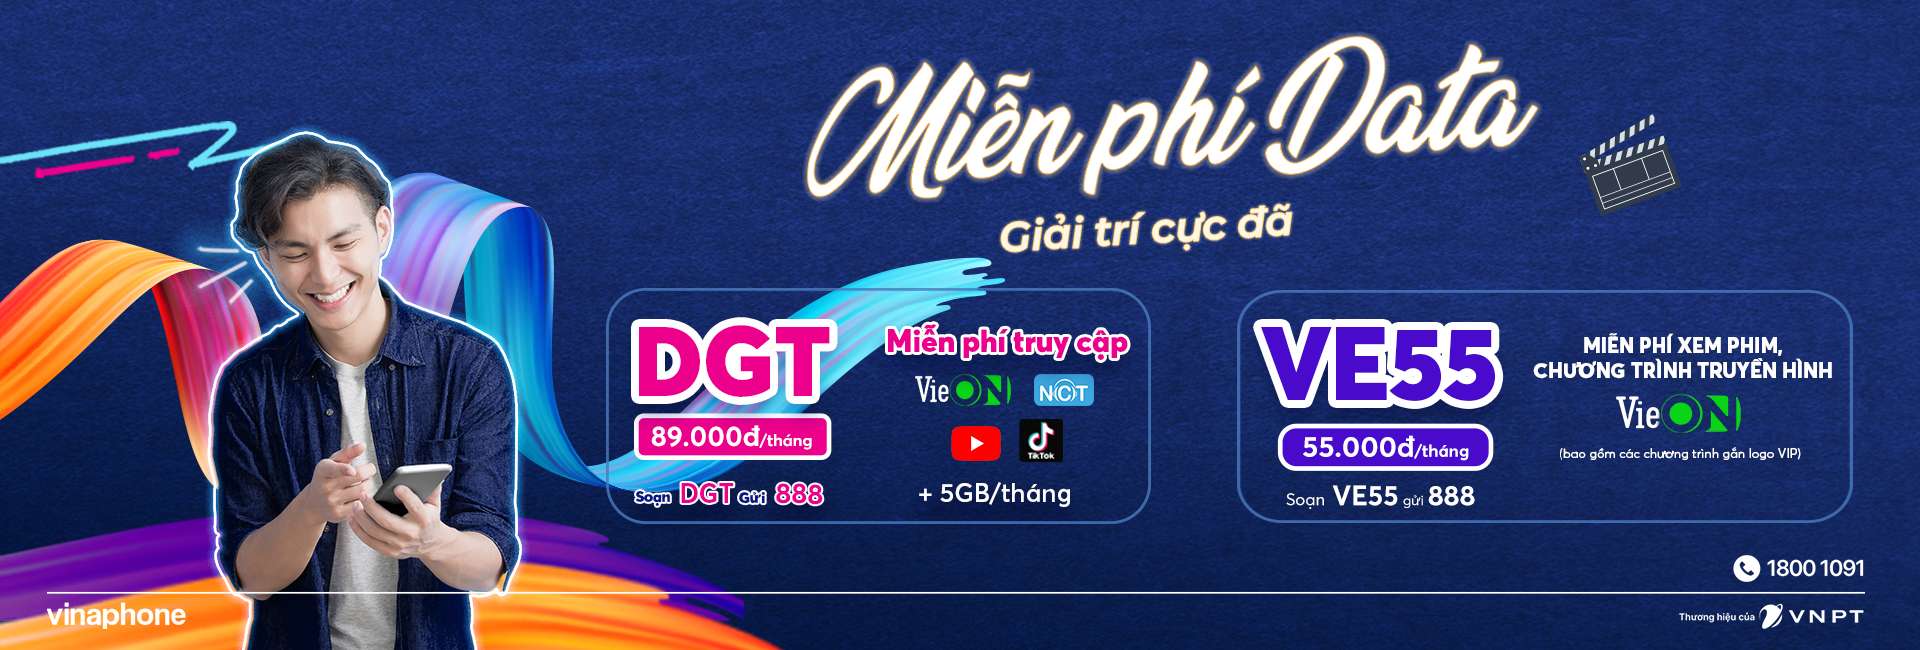 Miễn phí Data
Giải trí cực đã
DGT
89.000đ/tháng
Soạn DGT Gửi 888
Miễn phí truy cập
VieON NCT
TikTok
+ 5GB/tháng
VE55
55.000đ/tháng
Soạn VE55 gửi 888
MIỄN PHÍ XEM PHIM,
CHƯƠNG TRÌNH TRUYỀN HÌNH
VieON
(bao gồm các chương trình gắn logo VIP)
1800 1091
vinaphone
Thương hiệu của VNPT